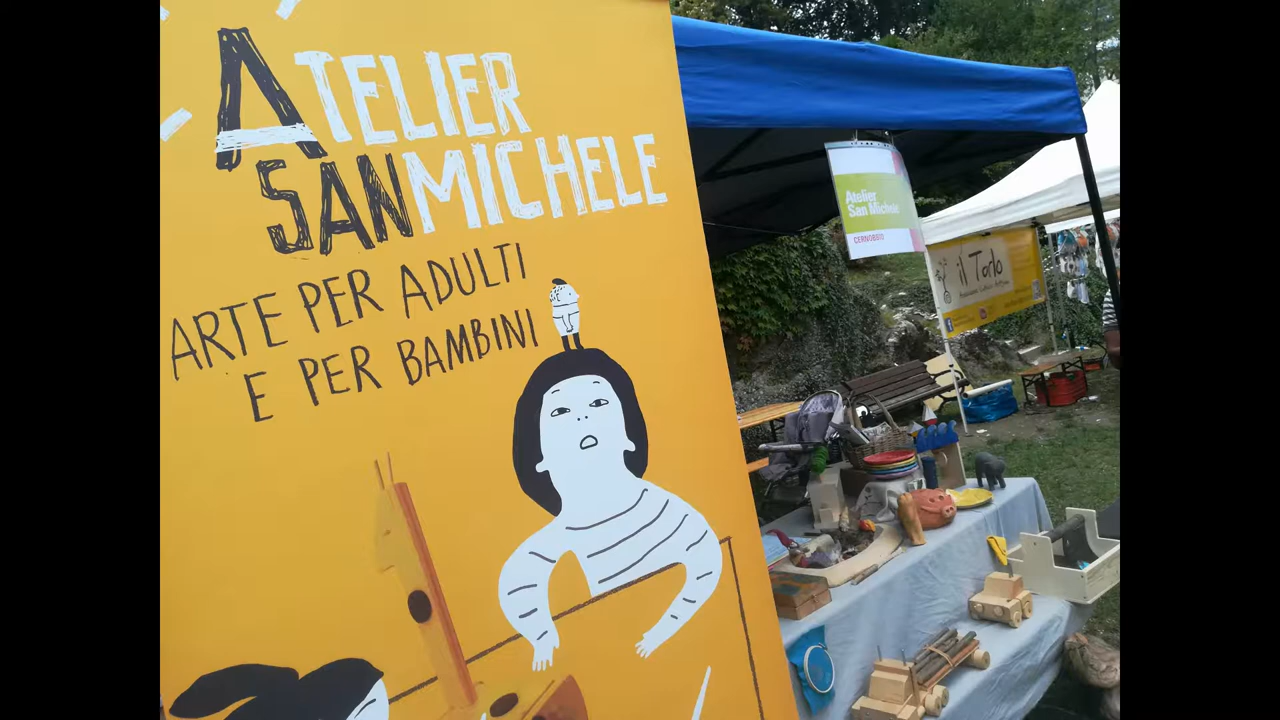 ATELIER
SAN MICHELE
ARTE PER ADULTI
E PER BAMBINI
Atelier
San Michele
CERNOBBIO
il Tarlo